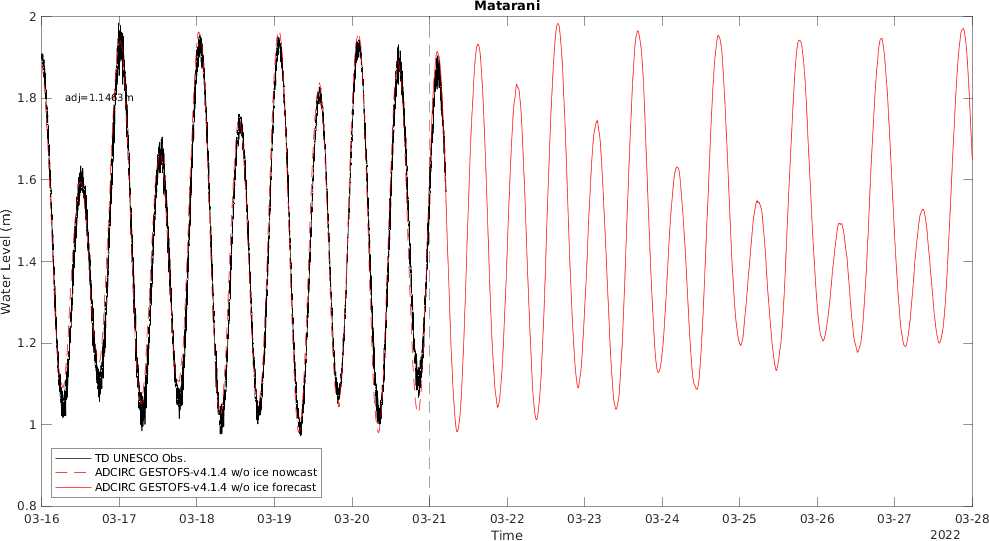 Matarani
2
1.8
1.6
1.4
1.2
1
0.8
Water Level (m)
adj=1.1463m
TD UNESCO Obs.
ADCIRC GESTOFS-v4.1.4 w/o ice nowcast
ADCIRC GESTOFS-v4.1.4 w/o ice forecast
03-16 03-17 03-18 03-19 03-20 03-21 03-22 03-23 03-24 03-25 03-26 03-27 03-28
Time
2022